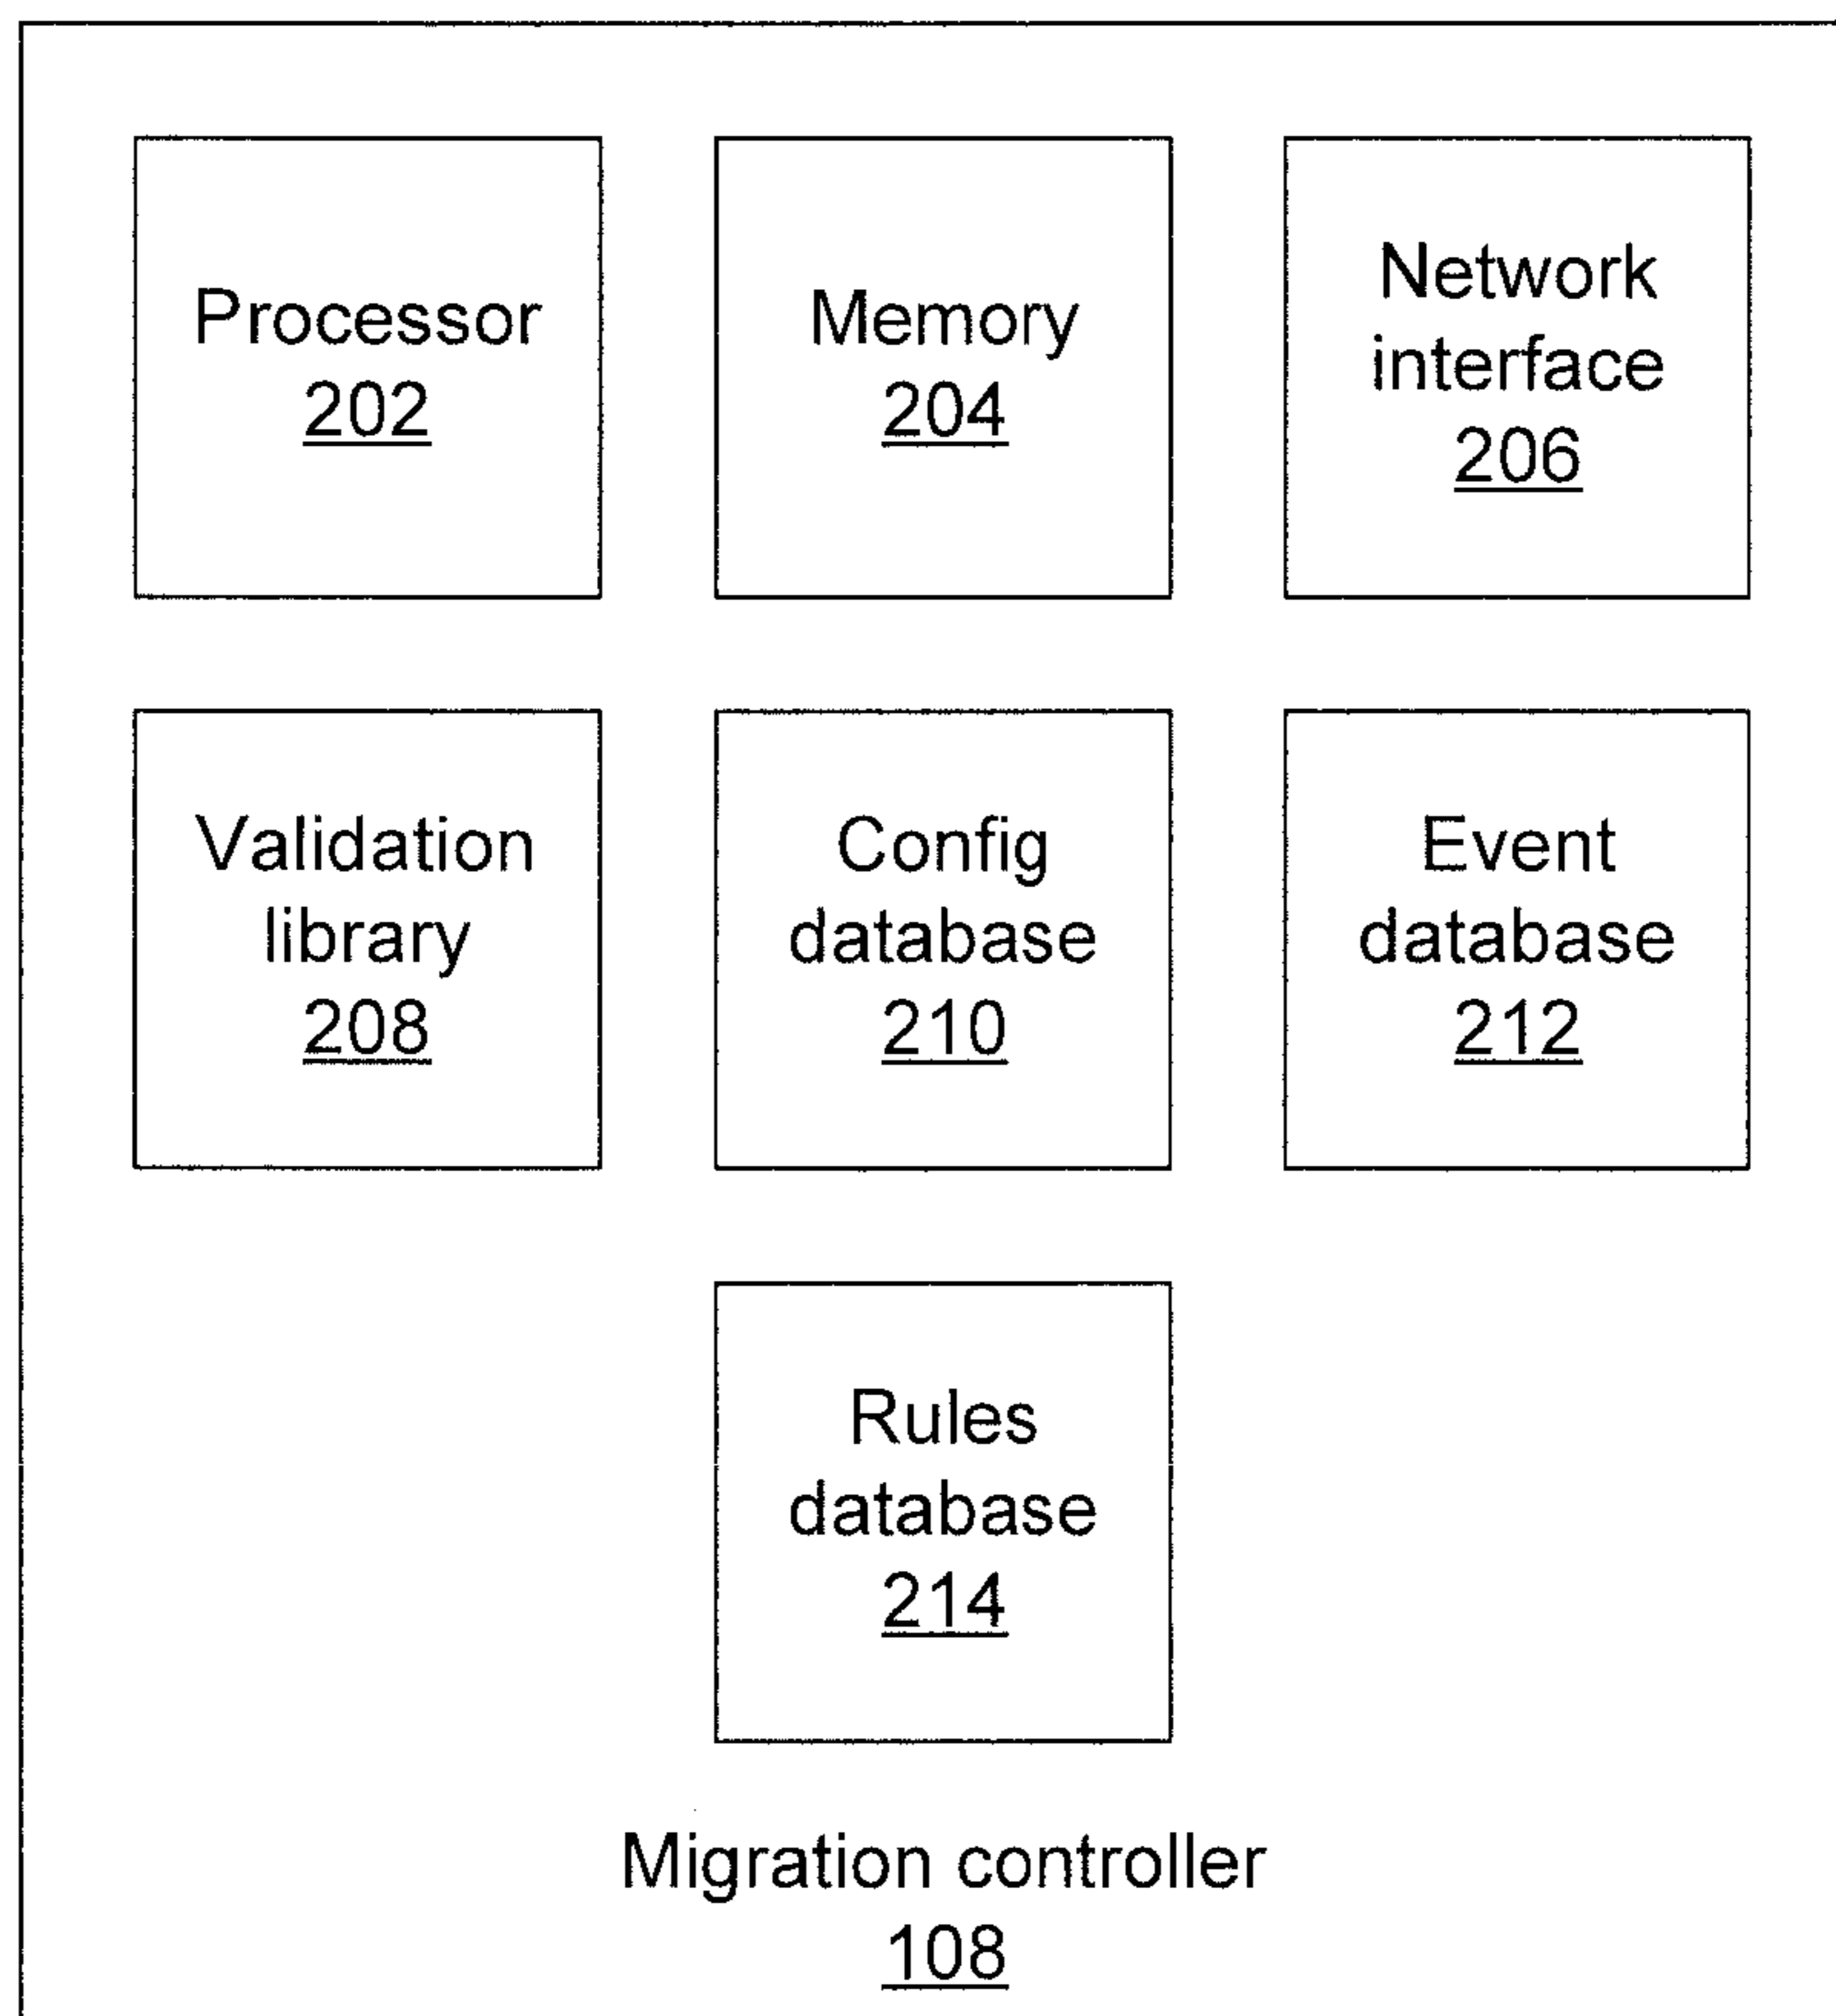 Processor
202
Memory
204
Network
interface
206
Validation
library
208
Config
database
210
Event
database
212
Rules
database
214
Migration controller
108